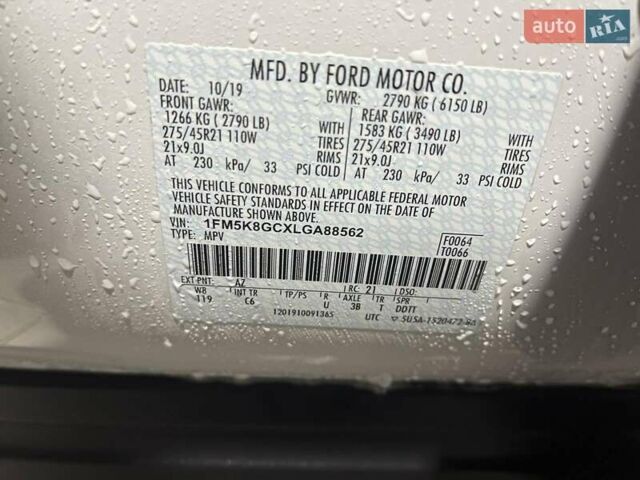 auto RIA
.com
MFD. BY FORD MOTOR CO.
DATE: 10/19 GVWR: 2790 KG ( 6150 LB)
FRONT GAWR: REAR GAWR:
1266 KG ( 2790 LB) 1583 KG ( 3490 LB)
275/45R21 110W TIRES 275/45R21 110W TIRES
21x9.0J RIMS 21x9.0J RIMS
AT 230 kPa/ 33 PSI COLD AT 230 kPa/ 33 PSI COLD
THIS VEHICLE CONFORMS TO ALL APPLICABLE FEDERAL MOTOR
VEHICLE SAFETY STANDARDS IN EFFECT ON THE DATE OF
MANUFACTURE SHOWN ABOVE.
VIN: 1FM5K8GCXLGA88562 F0064
TYPE: MPV T0066
EXT-PNT: AZ RC: 21 DSO:
W8 INT TR TP/PS R AXLE TR SPR
119 C6 U 3B T DDTT
1201910091365 UTC